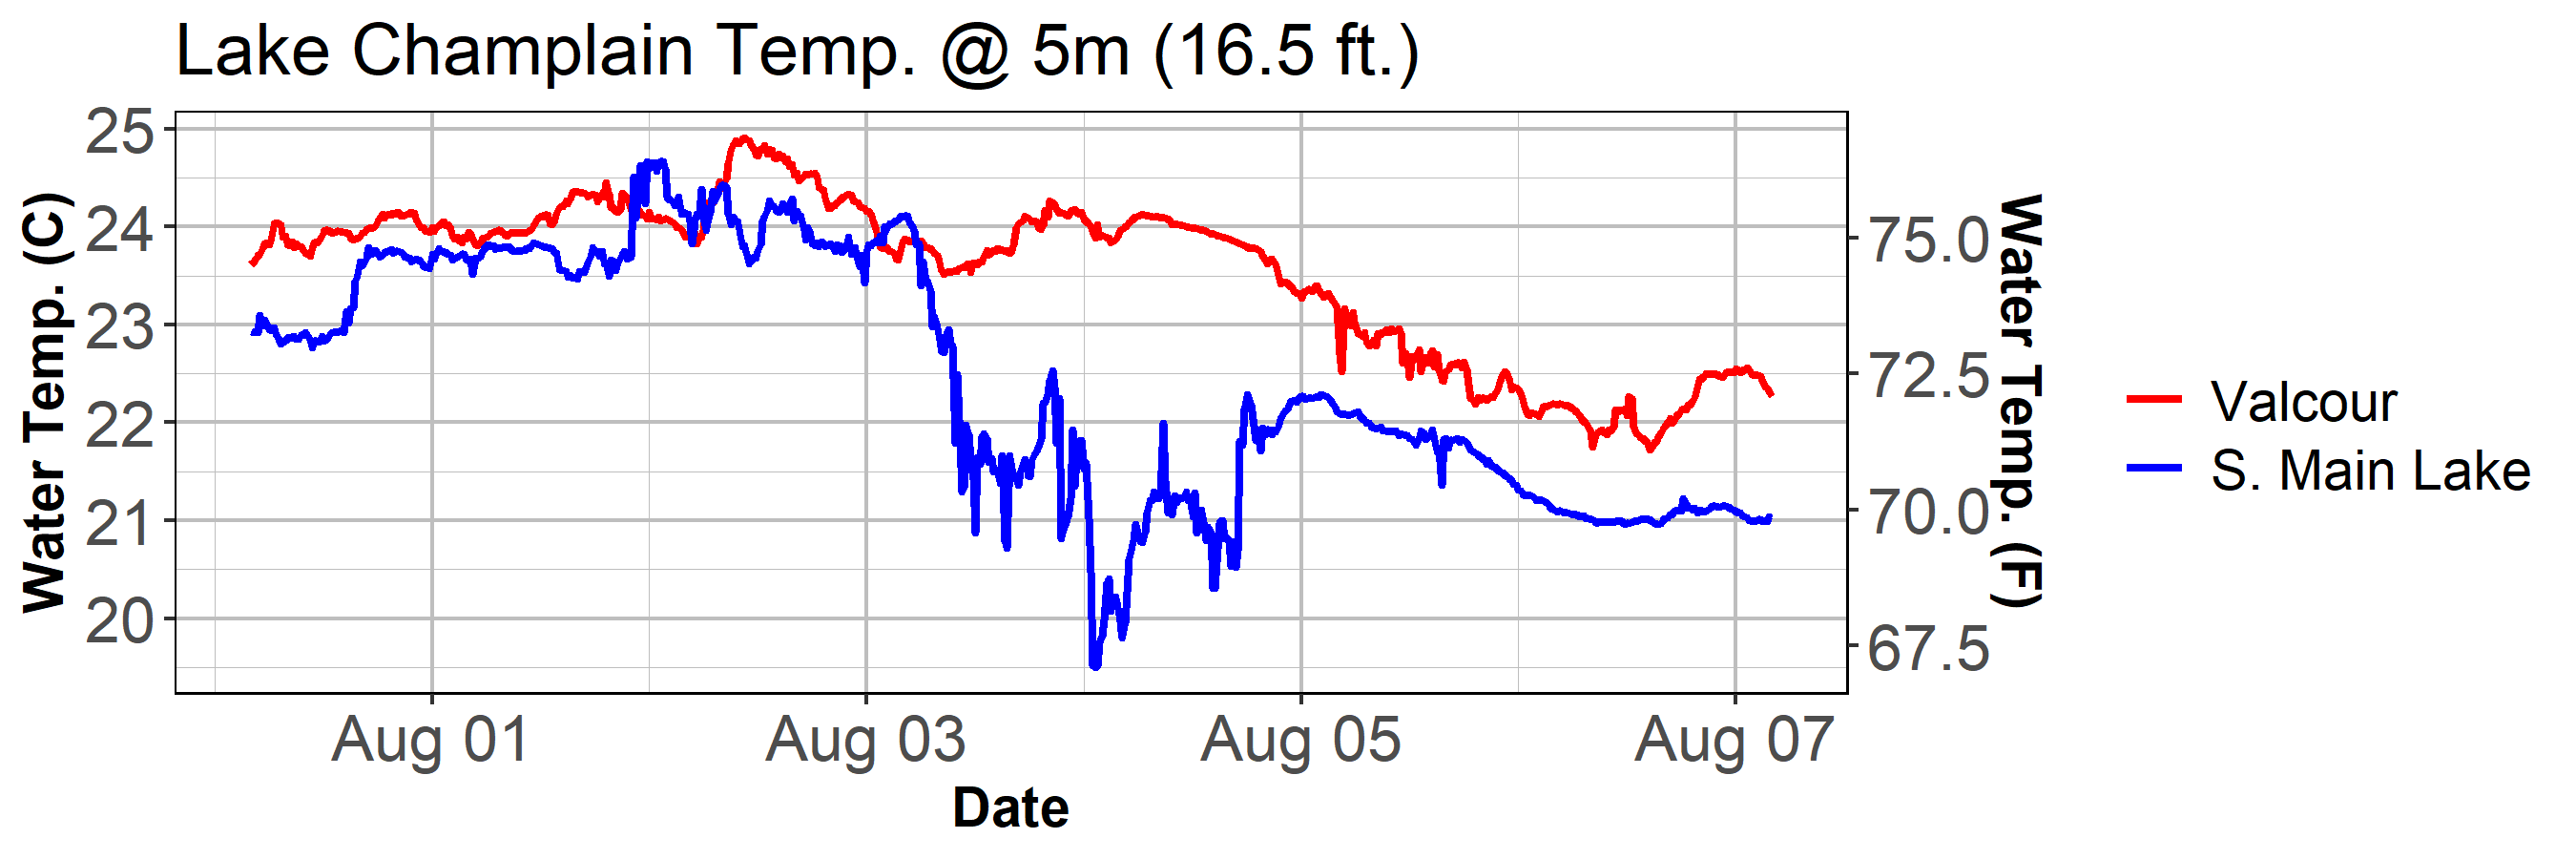 Lake Champlain Temp. @ 5m (16.5 ft.)
Water Temp. (C)
25
24
23
22
21
20
75.0
72.5
70.0
67.5
Water Temp. (F)
Aug 01
Aug 03
Aug 05
Aug 07
Date
Valcour
S. Main Lake